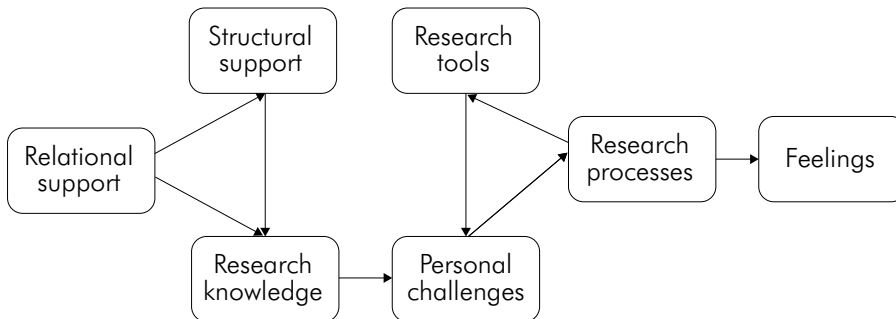 Structural
support
Research
tools
Relational
support
Research
processes
Feelings
Research
knowledge
Personal
challenges